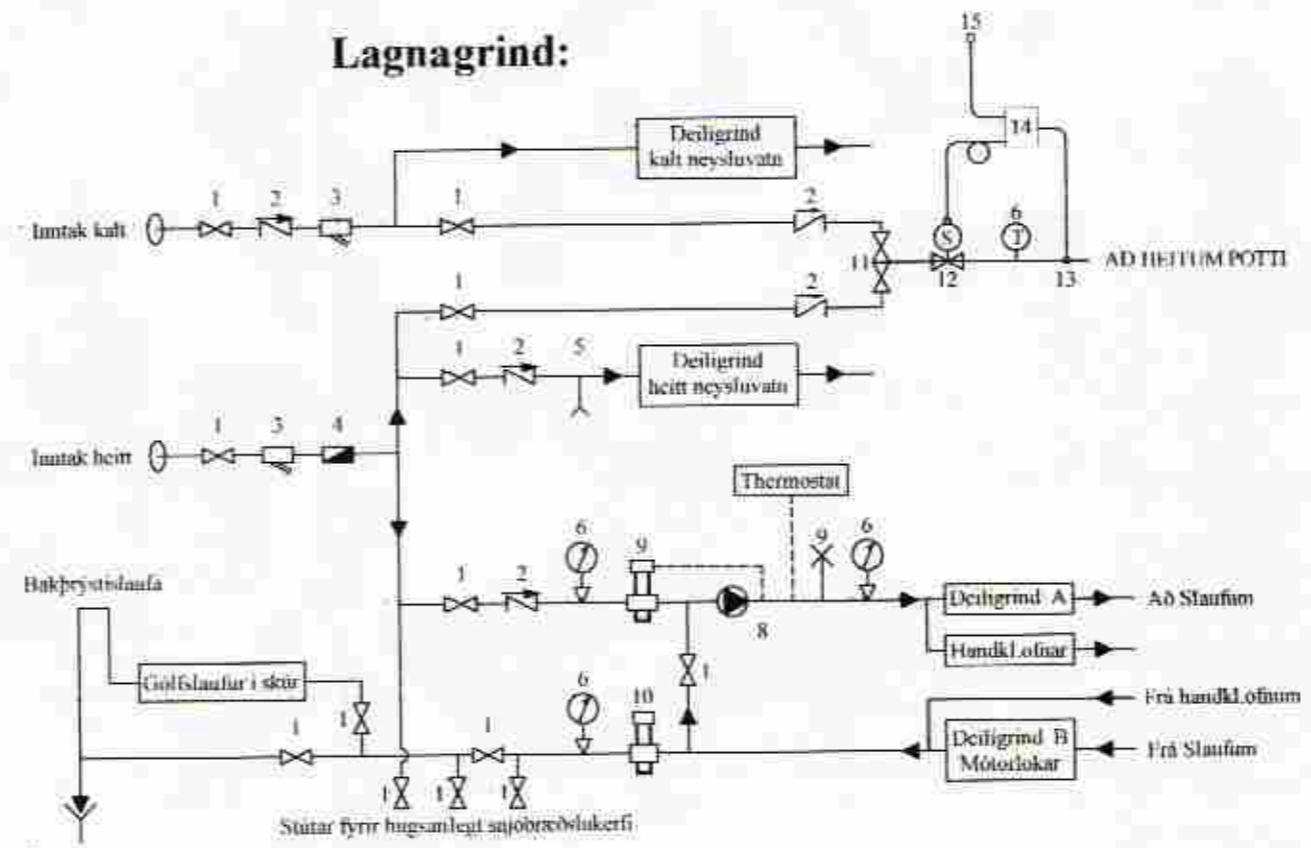 Lagnagrind:
15
14
Deiligrind
kalt neysluvatn
1 2 3 1 2 6
Inntak kalt
S T
11 12 13
AÐ HEITUM POTTI
1 2
1 2 5
Deiligrind
heitt neysluvatn
1 3 4
Inntak heitt
Thermostat
6 9 9 6
1 2
8
Deiligrind A
Að Slaufum
Handkl.ofnar
Bakþrýstislaufa
Gólfslaufur í skúr
1 1 1 6 10 1
Frá handkl.ofnum
Deiligrind B
Mótorlokar
Frá Slaufum
1 1 1
Stútar fyrir hugsanlegt snjóbræðslukerfi